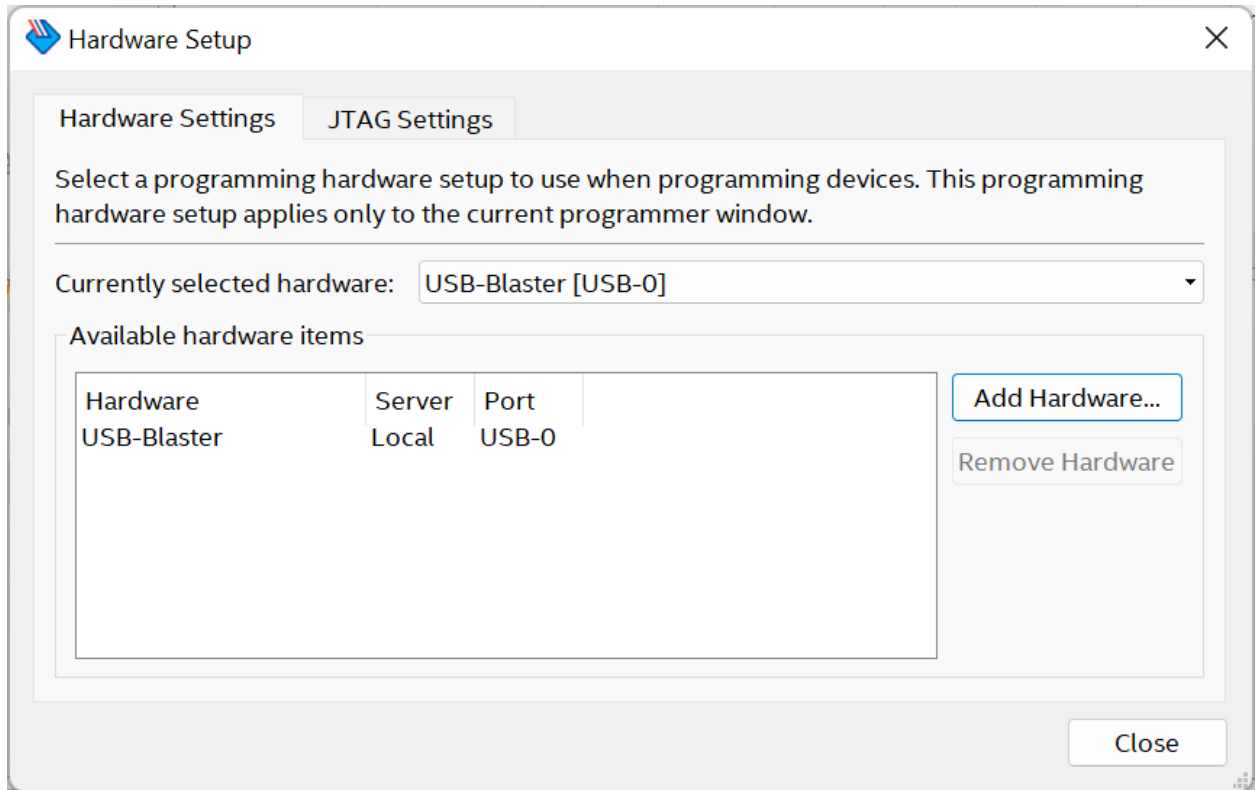 Hardware Setup
Hardware Settings
JTAG Settings
Select a programming hardware setup to use when programming devices. This programming
hardware setup applies only to the current programmer window.
Currently selected hardware: USB-Blaster [USB-0]
Available hardware items
Hardware Server Port
USB-Blaster Local USB-0
Add Hardware...
Remove Hardware
Close